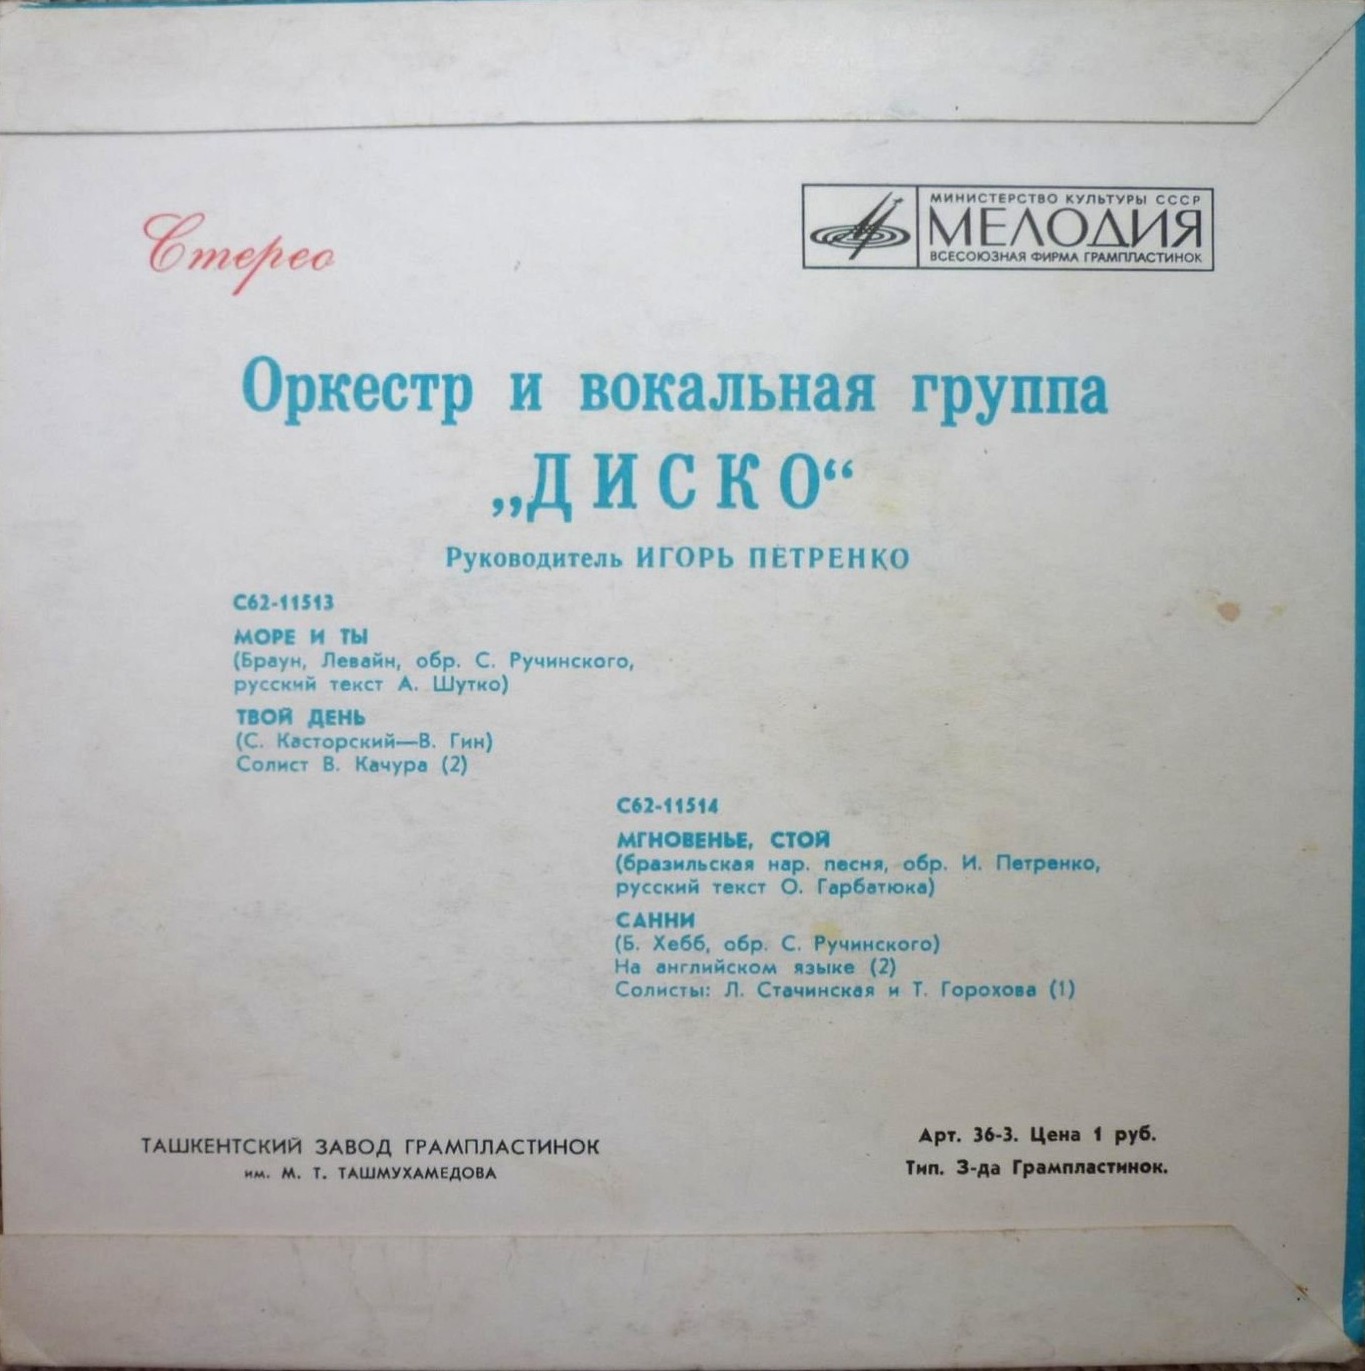 Стерео
МИНИСТЕРСТВО КУЛЬТУРЫ СССР
МЕЛОДИЯ
ВСЕСОЮЗНАЯ ФИРМА ГРАМПЛАСТИНОК
Оркестр и вокальная группа
„ДИСКО“
Руководитель ИГОРЬ ПЕТРЕНКО
С62-11513
МОРЕ И ТЫ
(Браун, Левайн, обр. С. Ручинского,
русский текст А. Шутко)
ТВОЙ ДЕНЬ
(С. Касторский—В. Гин)
Солист В. Качура (2)
С62-11514
МГНОВЕНЬЕ, СТОЙ
(бразильская нар. песня, обр. И. Петренко,
русский текст О. Гарбатюка)
САННИ
(Б. Хебб, обр. С. Ручинского)
На английском языке (2)
Солисты: Л. Стачинская и Т. Горохова (1)
ТАШКЕНТСКИЙ ЗАВОД ГРАМПЛАСТИНОК
им. М. Т. ТАШМУХАМЕДОВА
Арт. 36-3. Цена 1 руб.
Тип. З-да Грампластинок.